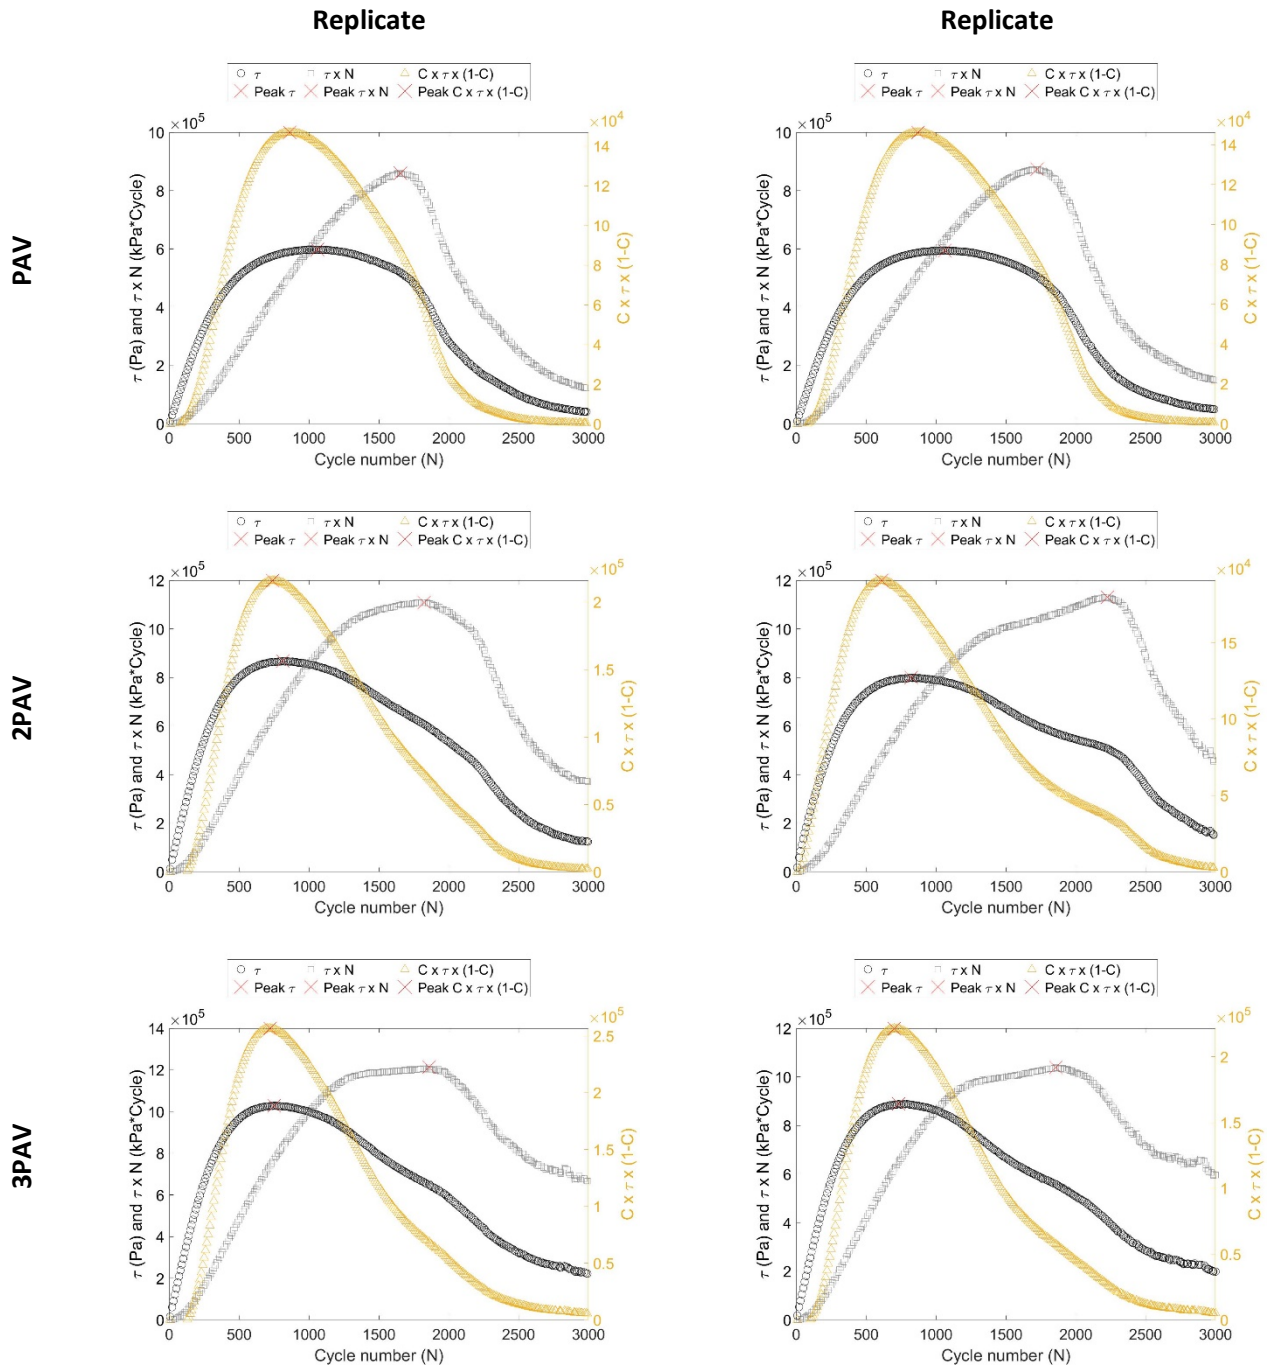 Replicate
Replicate
PAV
τ τ x N C x τ x (1-C)
Peak τ Peak τ x N Peak C x τ x (1-C)
×10⁵
×10⁴
10
8
6
4
2
0
14
12
10
8
6
4
2
0
0 500 1000 1500 2000 2500 3000
τ (Pa) and τ x N (kPa*Cycle)
C x τ x (1-C)
Cycle number (N)
τ τ x N C x τ x (1-C)
Peak τ Peak τ x N Peak C x τ x (1-C)
×10⁵
×10⁴
10
8
6
4
2
0
14
12
10
8
6
4
2
0
0 500 1000 1500 2000 2500 3000
τ (Pa) and τ x N (kPa*Cycle)
C x τ x (1-C)
Cycle number (N)
2PAV
τ τ x N C x τ x (1-C)
Peak τ Peak τ x N Peak C x τ x (1-C)
×10⁵
×10⁵
12
10
8
6
4
2
0
2
1.5
1
0.5
0
0 500 1000 1500 2000 2500 3000
τ (Pa) and τ x N (kPa*Cycle)
C x τ x (1-C)
Cycle number (N)
τ τ x N C x τ x (1-C)
Peak τ Peak τ x N Peak C x τ x (1-C)
×10⁵
×10⁴
12
10
8
6
4
2
0
15
10
5
0
0 500 1000 1500 2000 2500 3000
τ (Pa) and τ x N (kPa*Cycle)
C x τ x (1-C)
Cycle number (N)
3PAV
τ τ x N C x τ x (1-C)
Peak τ Peak τ x N Peak C x τ x (1-C)
×10⁵
×10⁵
14
12
10
8
6
4
2
0
2.5
2
1.5
1
0.5
0
0 500 1000 1500 2000 2500 3000
τ (Pa) and τ x N (kPa*Cycle)
C x τ x (1-C)
Cycle number (N)
τ τ x N C x τ x (1-C)
Peak τ Peak τ x N Peak C x τ x (1-C)
×10⁵
×10⁵
12
10
8
6
4
2
0
2
1.5
1
0.5
0
0 500 1000 1500 2000 2500 3000
τ (Pa) and τ x N (kPa*Cycle)
C x τ x (1-C)
Cycle number (N)